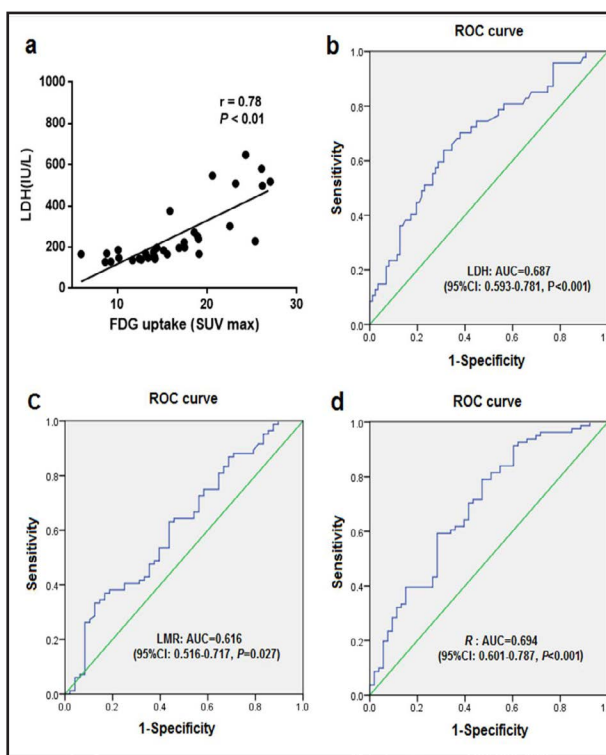 a
r = 0.78
P < 0.01
1000
800
600
400
200
0
0
10
20
30
LDH(IU/L)
FDG uptake (SUV max)
b
ROC curve
1.0
0.8
0.6
0.4
0.2
0.0
0.0
0.2
0.4
0.6
0.8
1.0
Sensitivity
LDH: AUC=0.687
(95%CI: 0.593-0.781, P<0.001)
1-Specificity
c
ROC curve
1.0
0.8
0.6
0.4
0.2
0.0
0.0
0.2
0.4
0.6
0.8
1.0
Sensitivity
LMR: AUC=0.616
(95%CI: 0.516-0.717, P=0.027)
1-Specificity
d
ROC curve
1.0
0.8
0.6
0.4
0.2
0.0
0.0
0.2
0.4
0.6
0.8
1.0
Sensitivity
R : AUC=0.694
(95%CI: 0.601-0.787, P<0.001)
1-Specificity